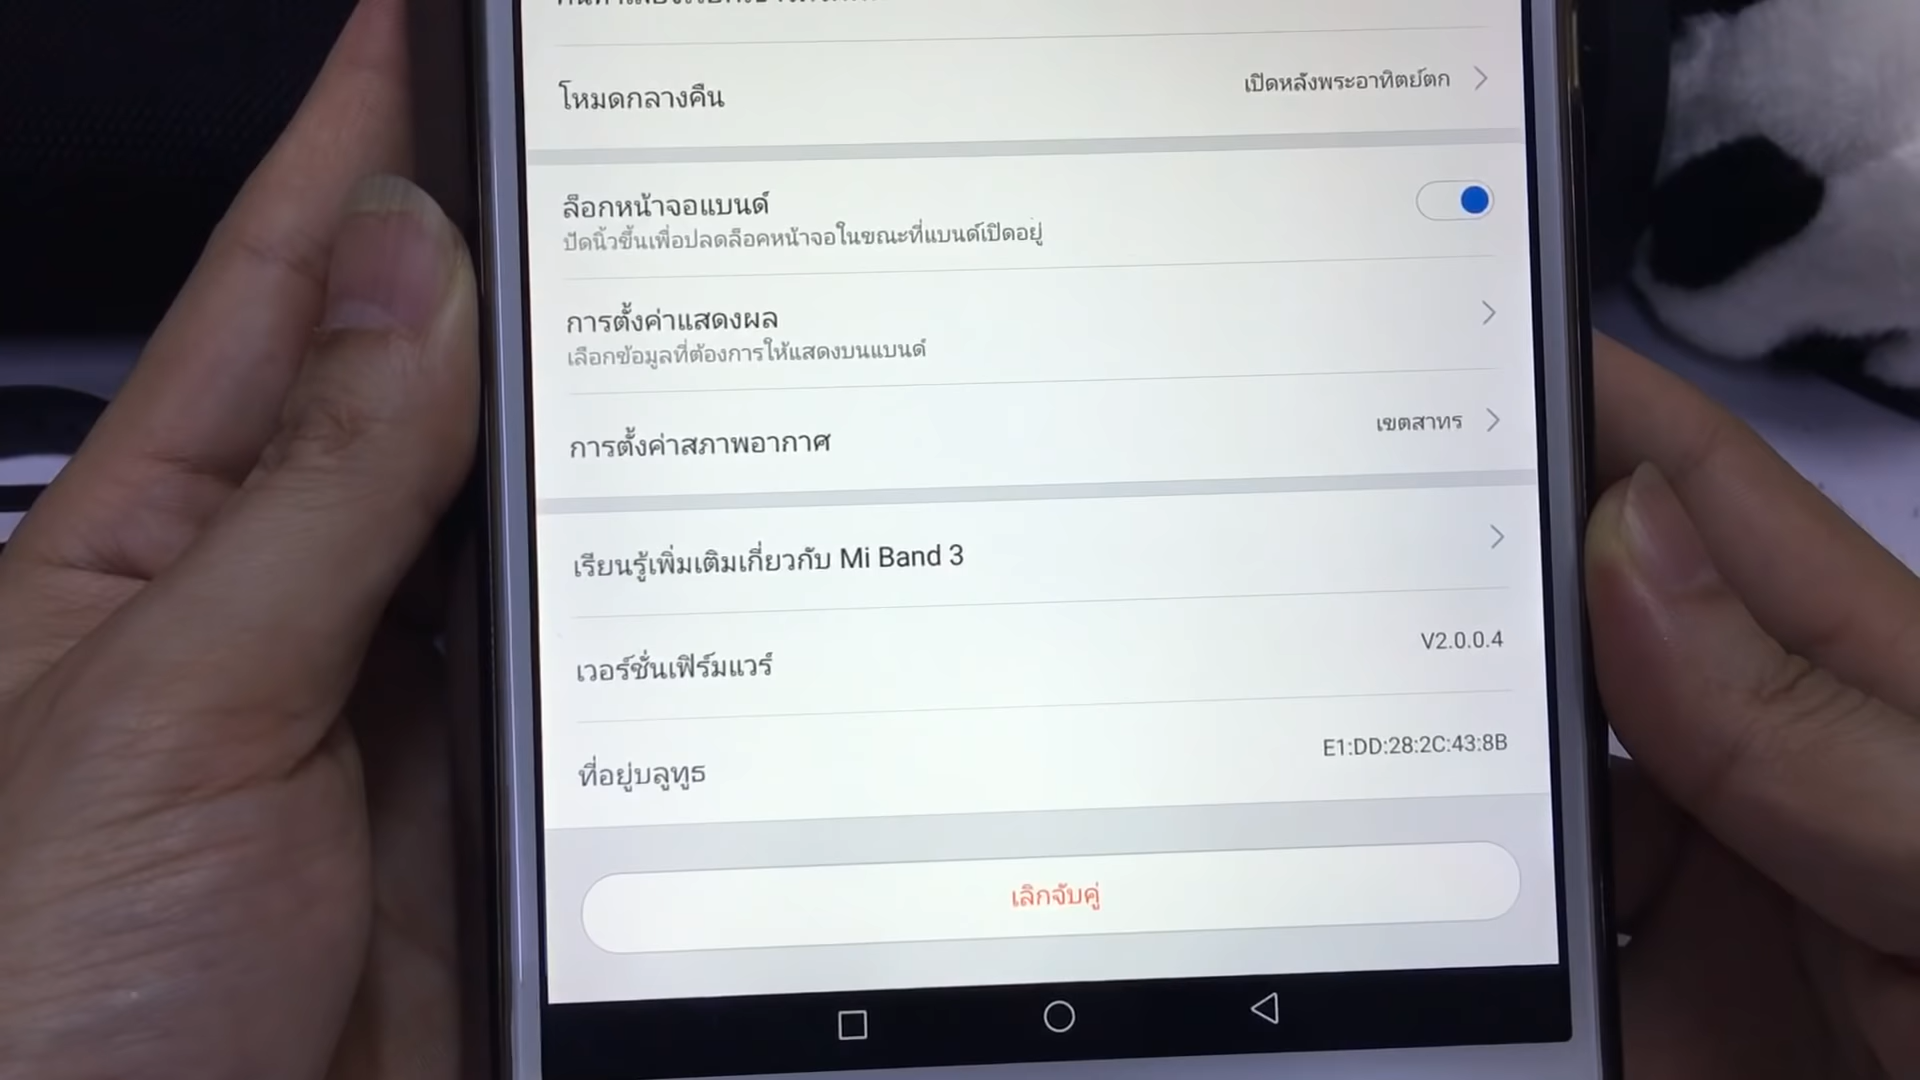 โหมดกลางคืน
เปิดหลังพระอาทิตย์ตก
ล็อกหน้าจอแบนด์
ปัดนิ้วขึ้นเพื่อปลดล็อคหน้าจอในขณะที่แบนด์เปิดอยู่
การตั้งค่าแสดงผล
เลือกข้อมูลที่ต้องการให้แสดงบนแบนด์
การตั้งค่าสภาพอากาศ
เขตสาทร
เรียนรู้เพิ่มเติมเกี่ยวกับ Mi Band 3
เวอร์ชั่นเฟิร์มแวร์
V2.0.0.4
ที่อยู่บลูทูธ
E1:DD:28:2C:43:8B
เลิกจับคู่